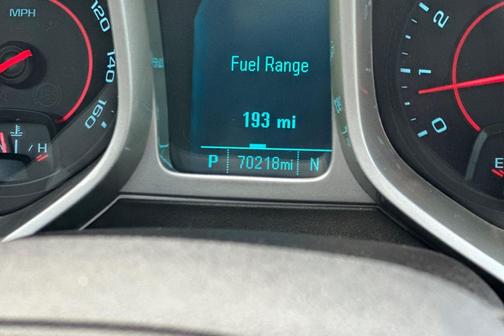 MPH
120
140
160
H
Fuel Range
193 mi
P 70218mi N
2
1
0
E